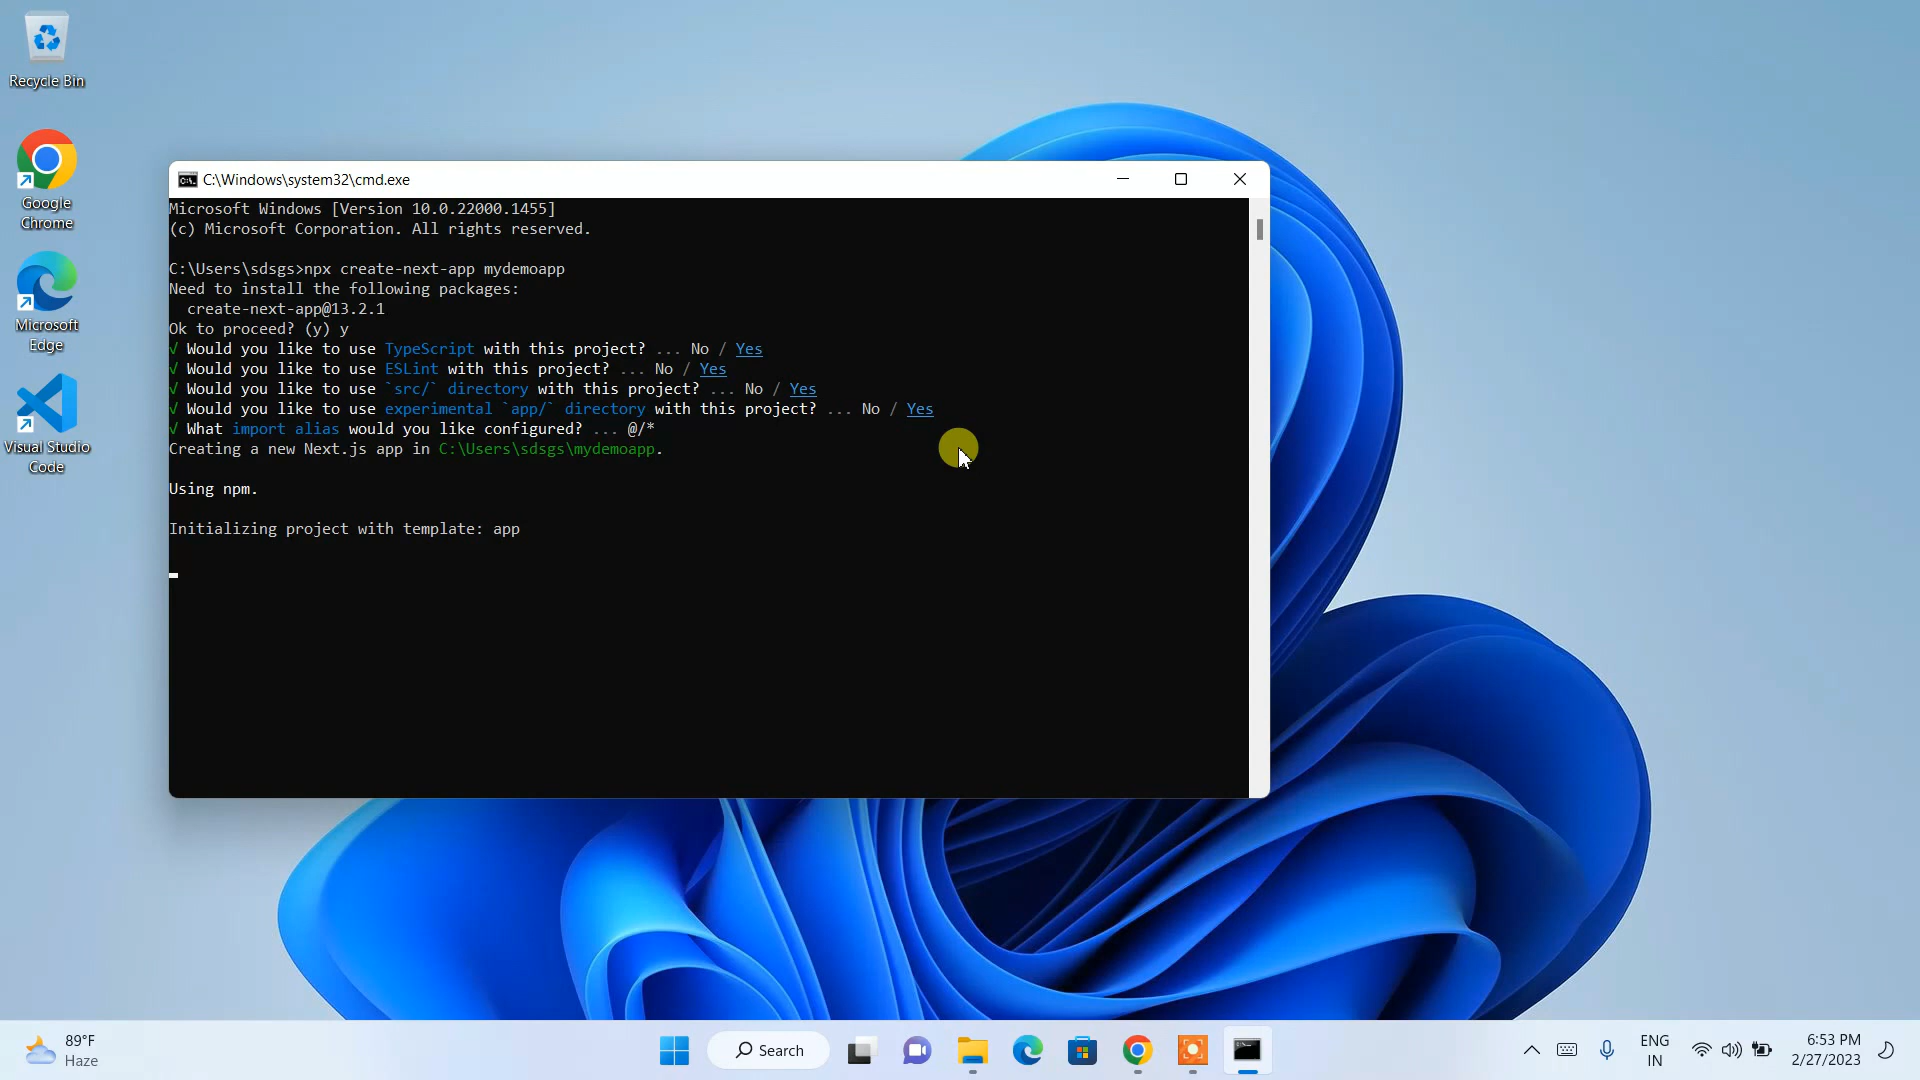 Recycle Bin
Google
Chrome
Microsoft
Edge
Visual Studio
Code
C:\Windows\system32\cmd.exe
Microsoft Windows [Version 10.0.22000.1455]
(c) Microsoft Corporation. All rights reserved.
C:\Users\sdsgs>npx create-next-app mydemoapp
Need to install the following packages:
create-next-app@13.2.1
Ok to proceed? (y) y
√ Would you like to use TypeScript with this project? ... No / Yes
√ Would you like to use ESLint with this project? ... No / Yes
√ Would you like to use `src/` directory with this project? ... No / Yes
√ Would you like to use experimental `app/` directory with this project? ... No / Yes
√ What import alias would you like configured? ... @/*
Creating a new Next.js app in C:\Users\sdsgs\mydemoapp.
Using npm.
Initializing project with template: app
89°F
Haze
Search
ENG
IN
6:53 PM
2/27/2023